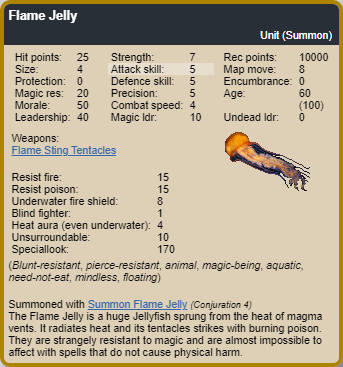 Flame Jelly
Unit (Summon)
Hit points: 25 Strength: 7 Rec points: 10000
Size: 4 Attack skill: 5 Map move: 8
Protection: 0 Defence skill: 5 Encumbrance: 0
Magic res: 20 Precision: 5 Age: 60
Morale: 50 Combat speed: 4 (100)
Leadership: 40 Magic ldr: 10 Undead ldr: 0
Weapons:
Flame Sting Tentacles
Resist fire: 15
Resist poison: 15
Underwater fire shield: 8
Blind fighter: 1
Heat aura (even underwater): 4
Unsurroundable: 10
Speciallook: 170
(Blunt-resistant, pierce-resistant, animal, magic-being, aquatic,
need-not-eat, mindless, floating)
Summoned with Summon Flame Jelly (Conjuration 4)
The Flame Jelly is a huge Jellyfish sprung from the heat of magma
vents. It radiates heat and its tentacles strikes with burning poison.
They are strangely resistant to magic and are almost impossible to
affect with spells that do not cause physical harm.